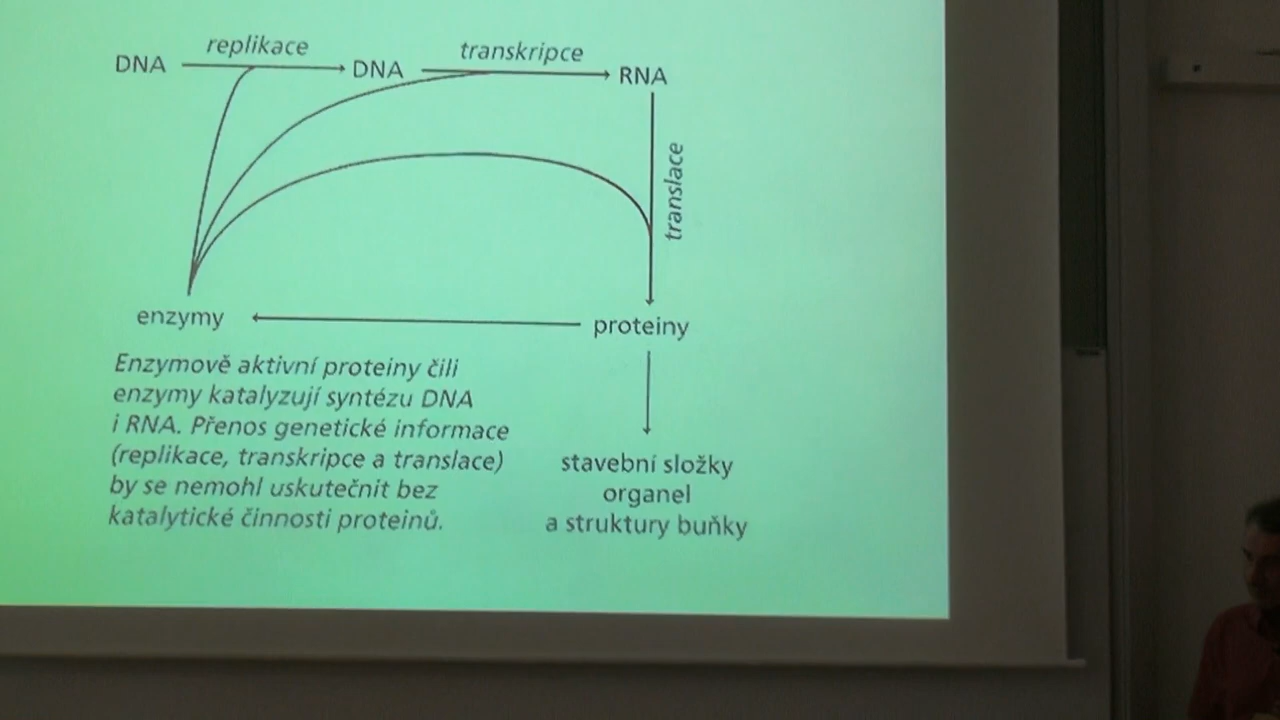 replikace
transkripce
DNA
DNA
RNA
translace
enzymy
proteiny
Enzymově aktivní proteiny čili
enzymy katalyzují syntézu DNA
i RNA. Přenos genetické informace
(replikace, transkripce a translace)
by se nemohl uskutečnit bez
katalytické činnosti proteinů.
stavební složky
organel
a struktury buňky